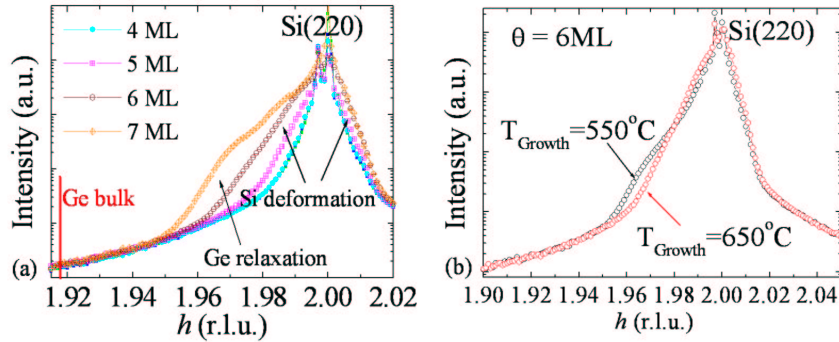 4 ML
5 ML
6 ML
7 ML
Si(220)
Ge bulk
Si deformation
Ge relaxation
(a)
Intensity (a.u.)
1.92 1.94 1.96 1.98 2.00 2.02
h (r.l.u.)
θ = 6ML
Si(220)
T_Growth=550°C
T_Growth=650°C
(b)
Intensity (a.u.)
1.90 1.92 1.94 1.96 1.98 2.00 2.02 2.04
h (r.l.u.)